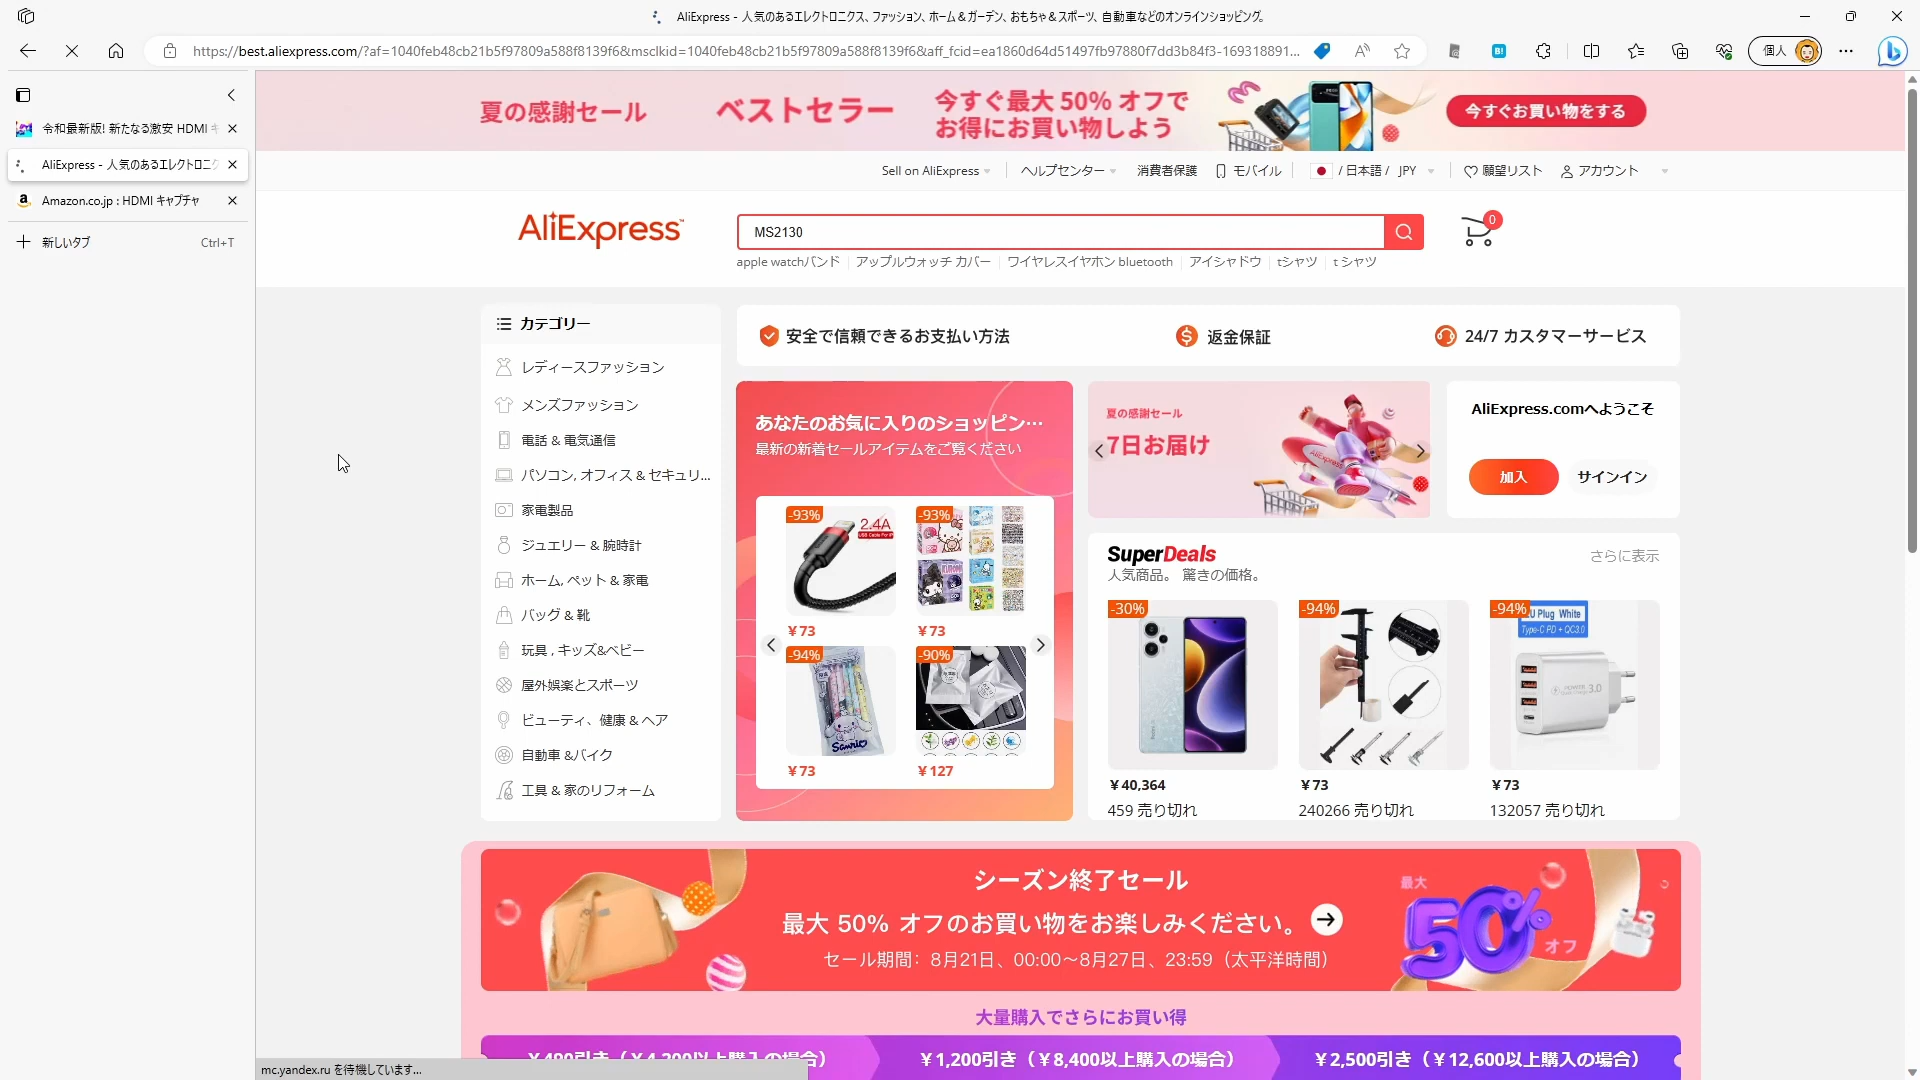 AliExpress - 人気のあるエレクトロニクス、ファッション、ホーム＆ガーデン、おもちゃ＆スポーツ、自動車などのオンラインショッピング。
https://best.aliexpress.com/?af=1040feb48cb21b5f97809a588f8139f6&msclkid=1040feb48cb21b5f97809a588f8139f6&aff_fcid=ea1860d64d51497fb97880f7dd3b84f3-169318891...
個人
令和最新版! 新たなる激安 HDMI
AliExpress - 人気のあるエレクトロニク
Amazon.co.jp : HDMI キャプチャ
新しいタブ Ctrl+T
夏の感謝セール
ベストセラー
今すぐ最大 50% オフで
お得にお買い物しよう
今すぐお買い物をする
Sell on AliExpress ヘルプセンター 消費者保護 モバイル / 日本語 / JPY 願望リスト アカウント
AliExpress
MS2130
0
apple watchバンド アップルウォッチ カバー ワイヤレスイヤホン bluetooth アイシャドウ tシャツ t シャツ
カテゴリー
レディースファッション
メンズファッション
電話 & 電気通信
パソコン, オフィス & セキュリ...
家電製品
ジュエリー & 腕時計
ホーム, ペット & 家電
バッグ & 靴
玩具 , キッズ&ベビー
屋外娯楽とスポーツ
ビューティ、健康 & ヘア
自動車 &バイク
工具 & 家のリフォーム
安全で信頼できるお支払い方法
返金保証
24/7 カスタマーサービス
あなたのお気に入りのショッピン…
最新の新着セールアイテムをご覧ください
-93%
2.4A
-93%
KUROMI
￥73
￥73
-94%
Sanrio
-90%
￥73
￥127
夏の感謝セール
7日お届け
AliExpress
AliExpress.comへようこそ
加入
サインイン
SuperDeals
さらに表示
人気商品。 驚きの価格。
-30%
-94%
-94%
U Plug White
Type-C PD + QC3.0
POWER 3.0
￥40,364
￥73
￥73
459 売り切れ
240266 売り切れ
132057 売り切れ
シーズン終了セール
最大 50% オフのお買い物をお楽しみください。
セール期間：8月21日、00:00〜8月27日、23:59（太平洋時間）
最大
50%
オフ
大量購入でさらにお買い得
￥490引き（￥4,200以上購入の場合）
￥1,200引き（￥8,400以上購入の場合）
￥2,500引き（￥12,600以上購入の場合）
mc.yandex.ru を待機しています...